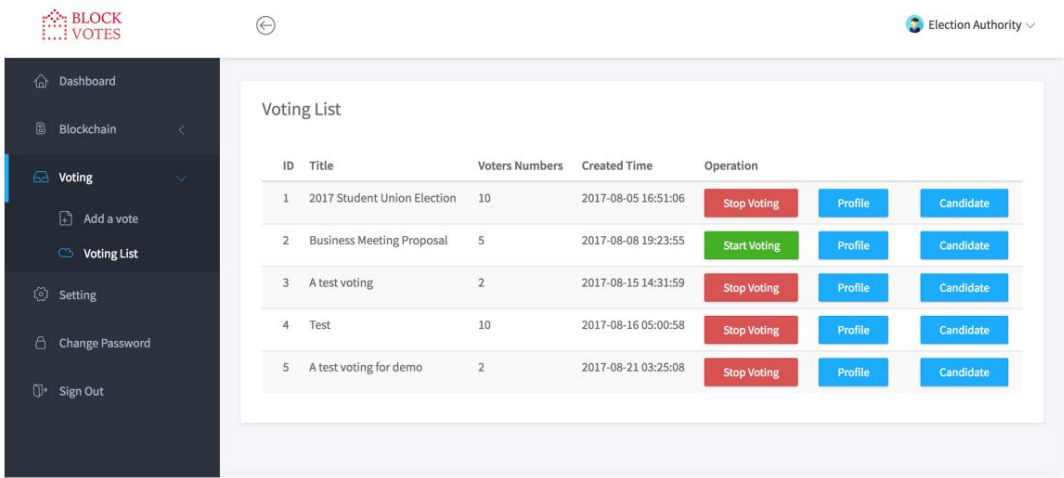 BLOCK
VOTES
Election Authority
Dashboard
Blockchain
Voting
Add a vote
Voting List
Setting
Change Password
Sign Out
Voting List
ID Title Voters Numbers Created Time Operation
1 2017 Student Union Election 10 2017-08-05 16:51:06 Stop Voting Profile Candidate
2 Business Meeting Proposal 5 2017-08-08 19:23:55 Start Voting Profile Candidate
3 A test voting 2 2017-08-15 14:31:59 Stop Voting Profile Candidate
4 Test 10 2017-08-16 05:00:58 Stop Voting Profile Candidate
5 A test voting for demo 2 2017-08-21 03:25:08 Stop Voting Profile Candidate